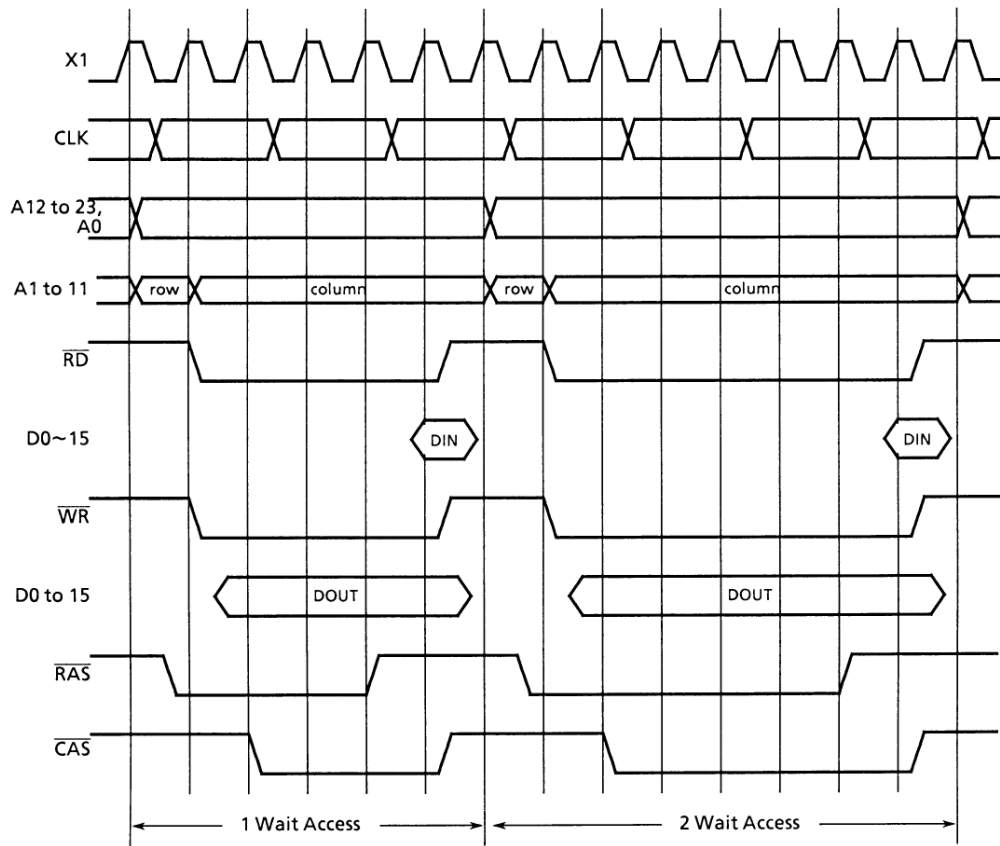 X1
CLK
A12 to 23,
A0
A1 to 11
row
column
row
column
RD
D0~15
DIN
DIN
WR
D0 to 15
DOUT
DOUT
RAS
CAS
1 Wait Access
2 Wait Access